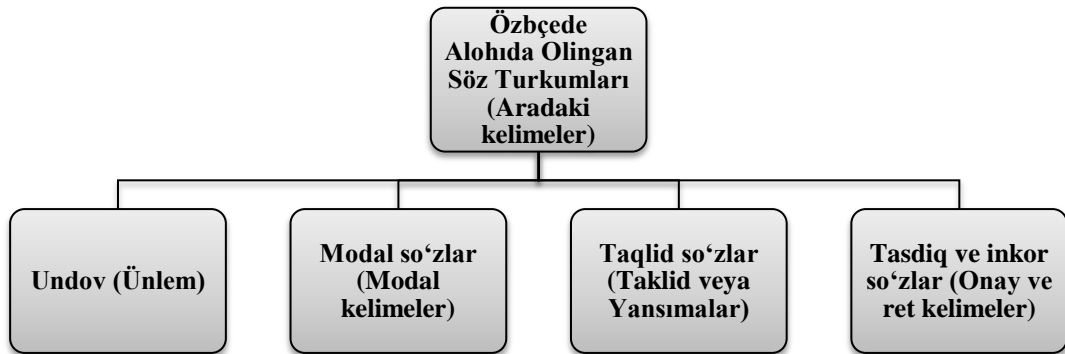 Özbçede
Alohıda Olingan
Söz Turkumları
(Aradaki
kelimeler)
Undov (Ünlem)
Modal so‘zlar
(Modal
kelimeler)
Taqlid so‘zlar
(Taklid veya
Yansımalar)
Tasdiq ve inkor
so‘zlar (Onay ve
ret kelimeler)